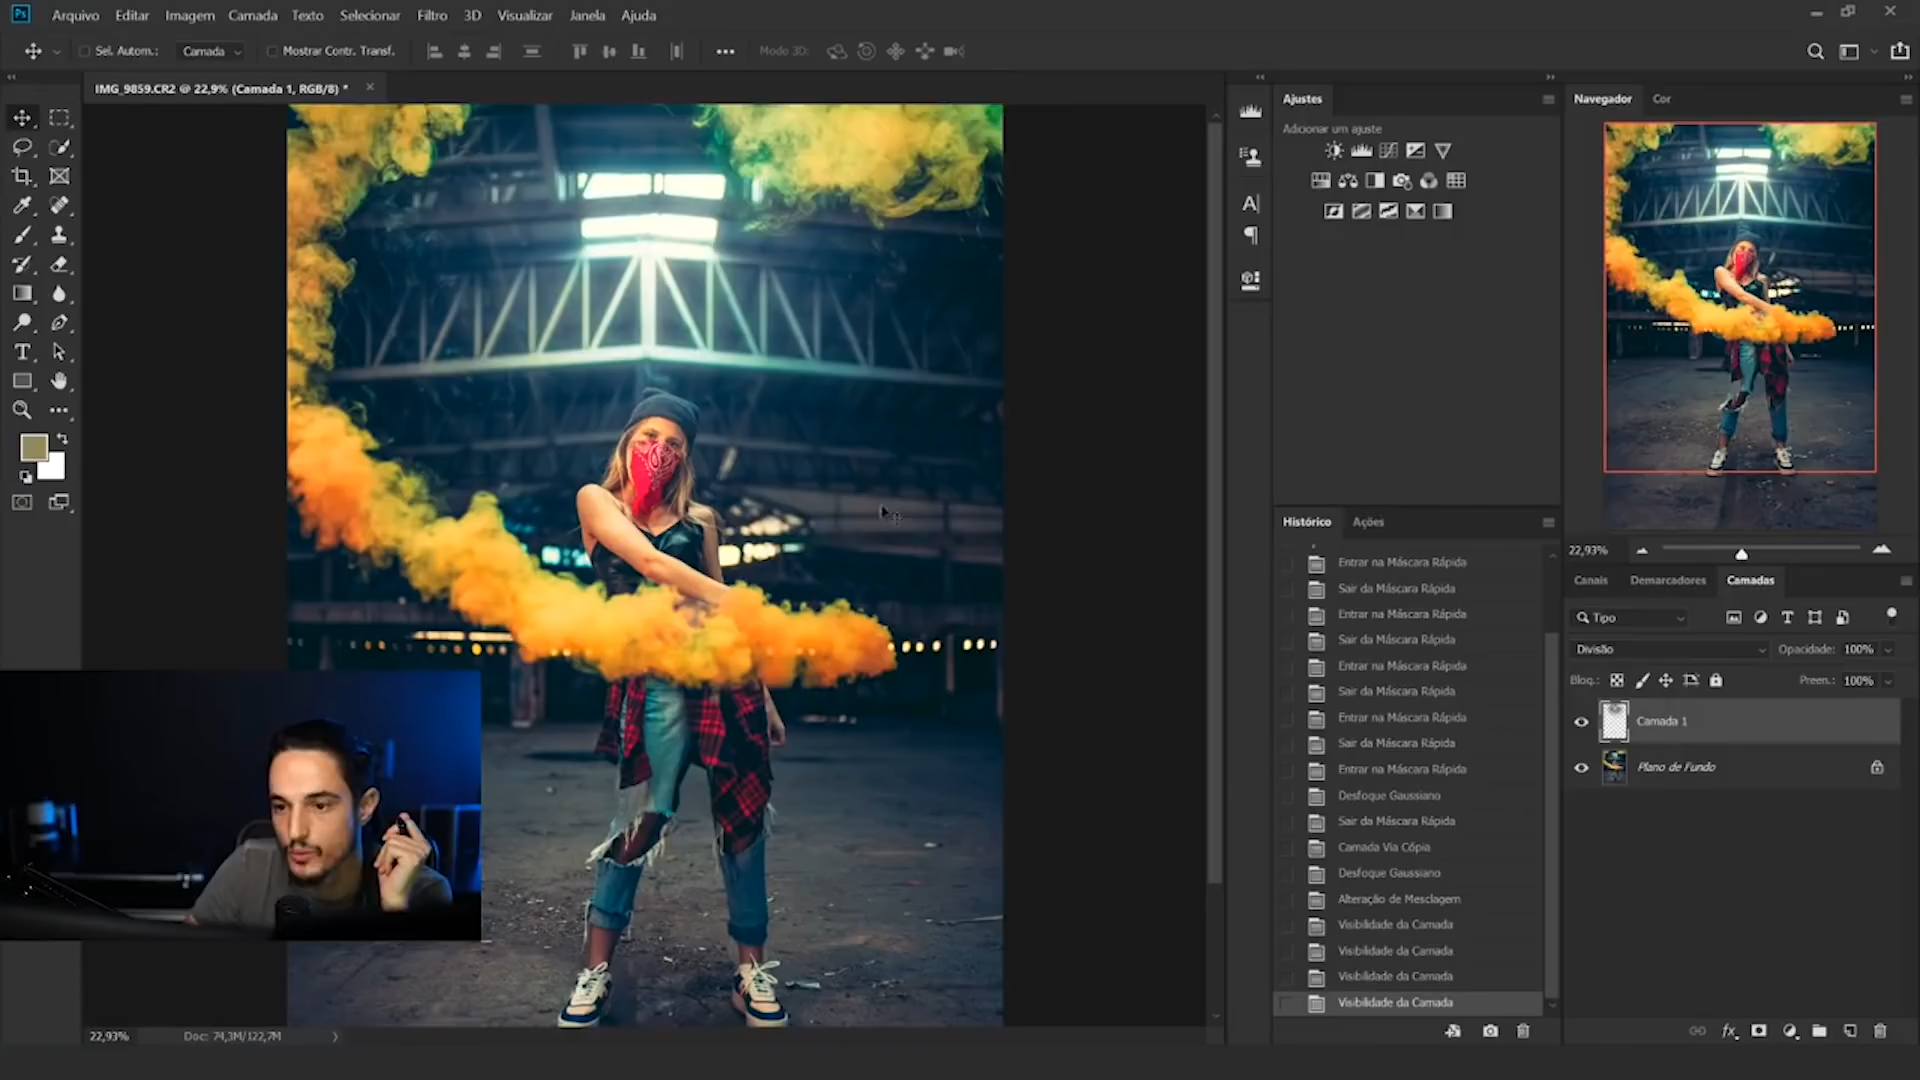 Ps Arquivo Editar Imagem Camada Texto Selecionar Filtro 3D Visualizar Janela Ajuda
Sel. Autom.: Camada Mostrar Contr. Transf. Modo 3D:
IMG_9859.CR2 @ 22,9% (Camada 1, RGB/8) *
Ajustes
Adicionar um ajuste
Navegador Cor
22,93%
Histórico Ações
Entrar na Máscara Rápida
Sair da Máscara Rápida
Entrar na Máscara Rápida
Sair da Máscara Rápida
Entrar na Máscara Rápida
Sair da Máscara Rápida
Entrar na Máscara Rápida
Sair da Máscara Rápida
Entrar na Máscara Rápida
Desfoque Gaussiano
Sair da Máscara Rápida
Camada Via Cópia
Desfoque Gaussiano
Alteração de Mesclagem
Visibilidade da Camada
Visibilidade da Camada
Visibilidade da Camada
Visibilidade da Camada
Canais Demarcadores Camadas
Tipo
Divisão Opacidade: 100%
Bloq.: Preen.: 100%
Camada 1
Plano de Fundo
22,93% Doc: 74,3M/122,7M